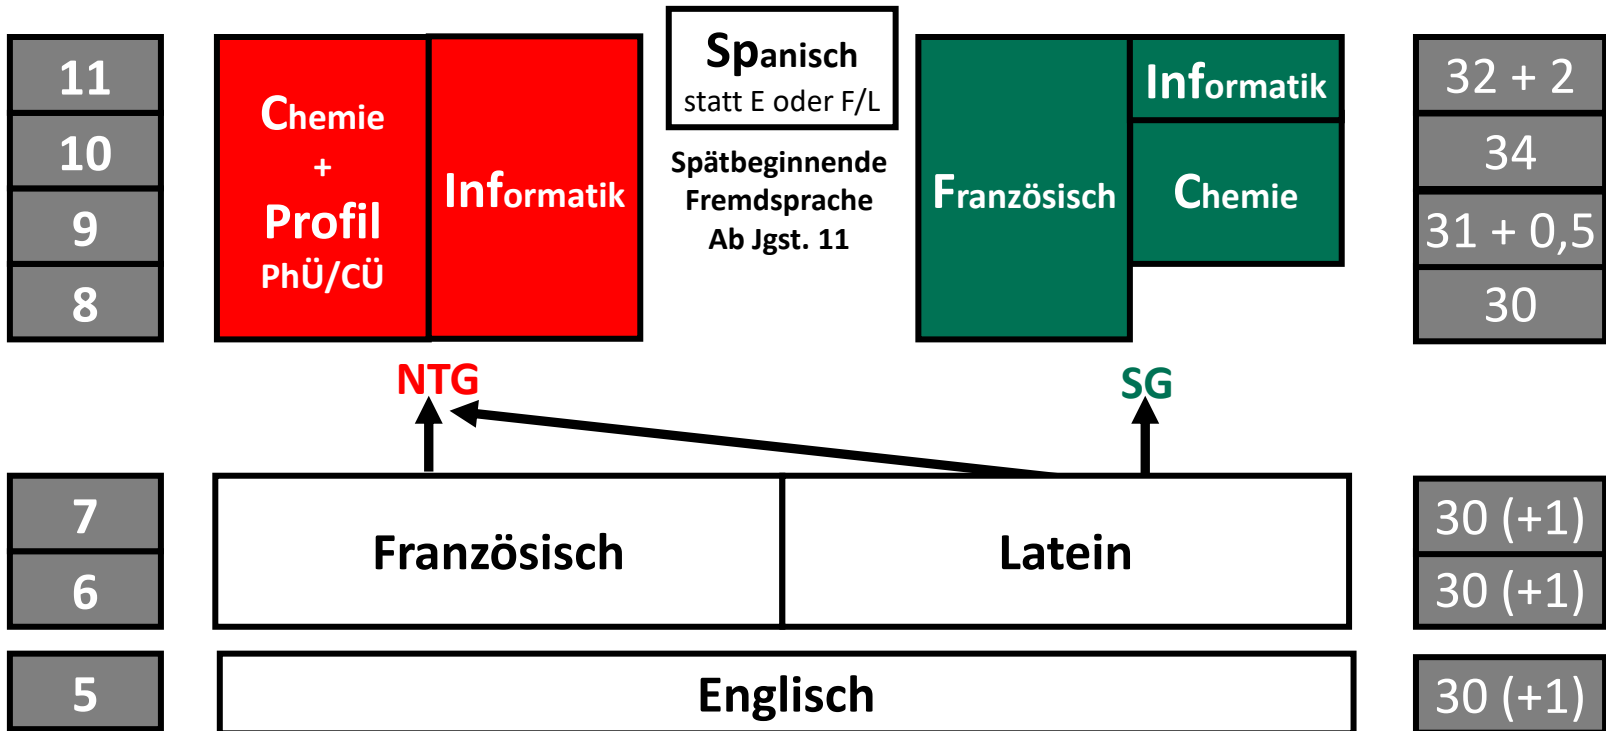 11
10
9
8
Chemie
+
Profil
PhÜ/CÜ
Informatik
Spanisch
statt E oder F/L
Spätbeginnende
Fremdsprache
Ab Jgst. 11
Französisch
Informatik
Chemie
32 + 2
34
31 + 0,5
30
NTG
SG
7
6
Französisch
Latein
30 (+1)
30 (+1)
5
Englisch
30 (+1)